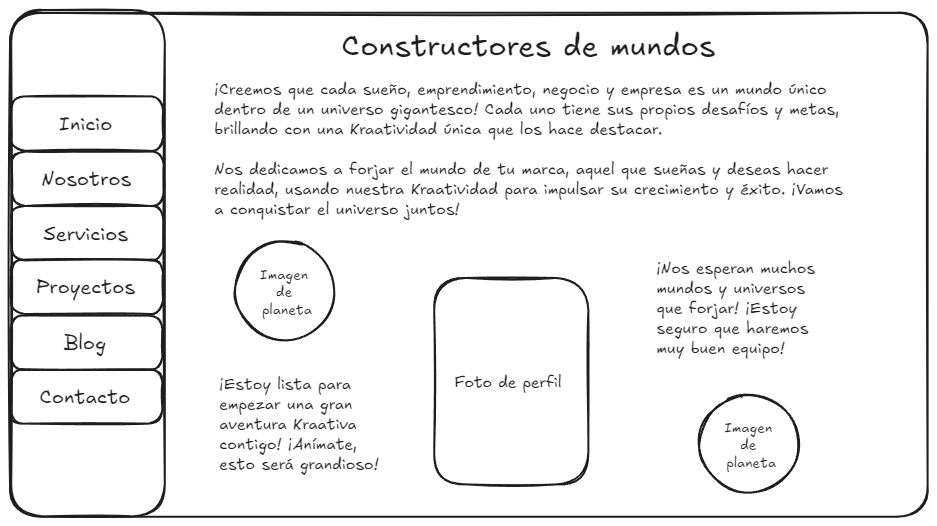 Constructores de mundos
Inicio
Nosotros
Servicios
Proyectos
Blog
Contacto
¡Creemos que cada sueño, emprendimiento, negocio y empresa es un mundo único
dentro de un universo gigantesco! Cada uno tiene sus propios desafíos y metas,
brillando con una Kraatividad única que los hace destacar.
Nos dedicamos a forjar el mundo de tu marca, aquel que sueñas y deseas hacer
realidad, usando nuestra Kraatividad para impulsar su crecimiento y éxito. ¡Vamos
a conquistar el universo juntos!
Imagen
de
planeta
¡Estoy lista para
empezar una gran
aventura Kraativa
contigo! ¡Anímate,
esto será grandioso!
Foto de perfil
¡Nos esperan muchos
mundos y universos
que forjar! ¡Estoy
seguro que haremos
muy buen equipo!
Imagen
de
planeta